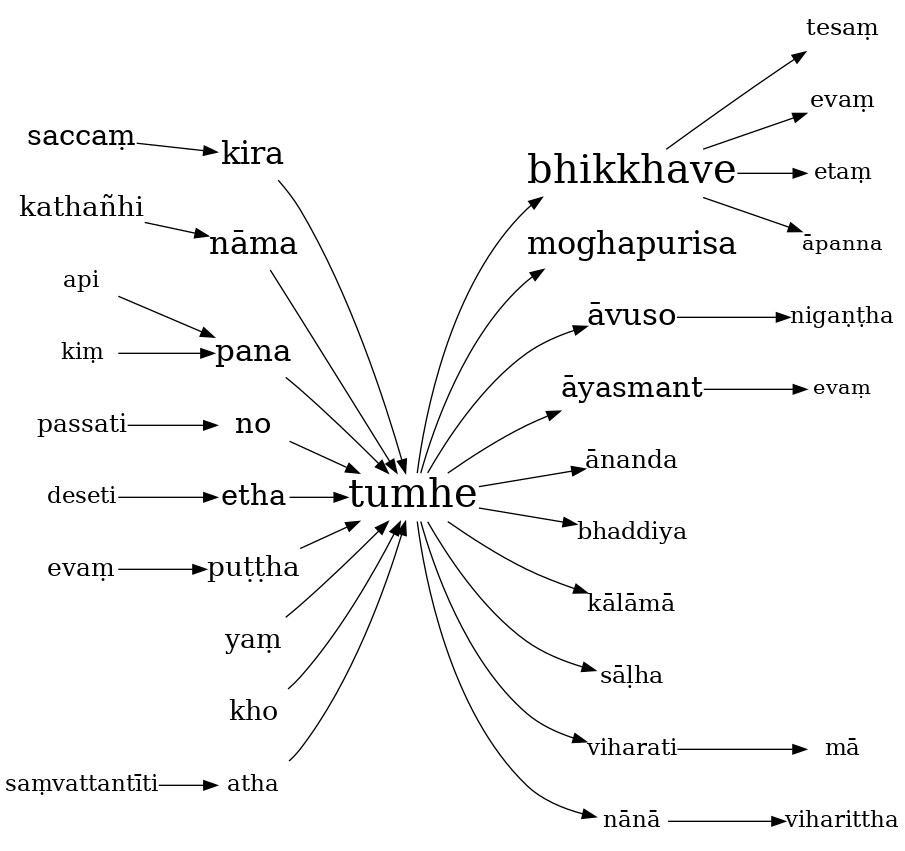 tesaṃ
evaṃ
saccaṃ
kira
bhikkhave
etaṃ
kathañhi
nāma
moghapurisa
āpanna
api
āvuso
nigaṇṭha
kiṃ
pana
āyasmant
evaṃ
passati
no
ānanda
deseti
etha
tumhe
bhaddiya
evaṃ
puṭṭha
kālāmā
yaṃ
sāḷha
kho
viharati
mā
saṃvattantīti
atha
nānā
viharittha